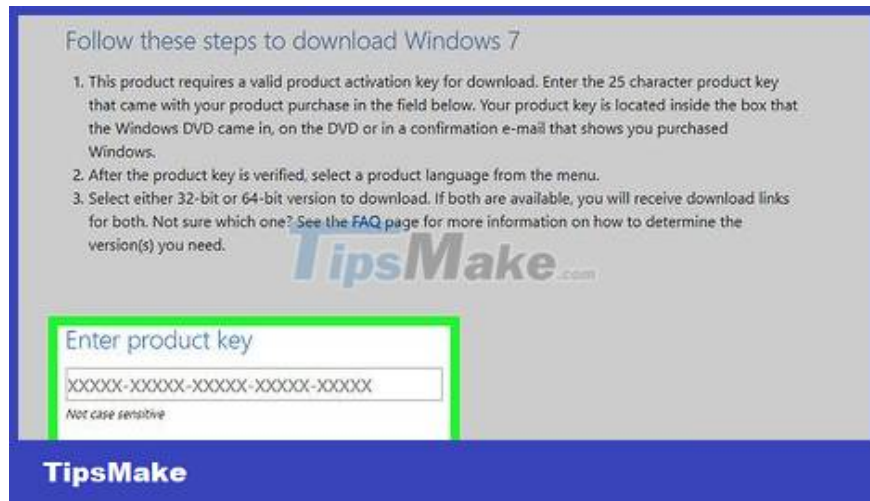 Follow these steps to download Windows 7
1. This product requires a valid product activation key for download. Enter the 25 character product key
that came with your product purchase in the field below. Your product key is located inside the box that
the Windows DVD came in, on the DVD or in a confirmation e-mail that shows you purchased
Windows.
2. After the product key is verified, select a product language from the menu.
3. Select either 32-bit or 64-bit version to download. If both are available, you will receive download links
for both. Not sure which one? See the FAQ page for more information on how to determine the
version(s) you need.
TipsMake.com
Enter product key
XXXXX-XXXXX-XXXXX-XXXXX-XXXXX
Not case sensitive
TipsMake